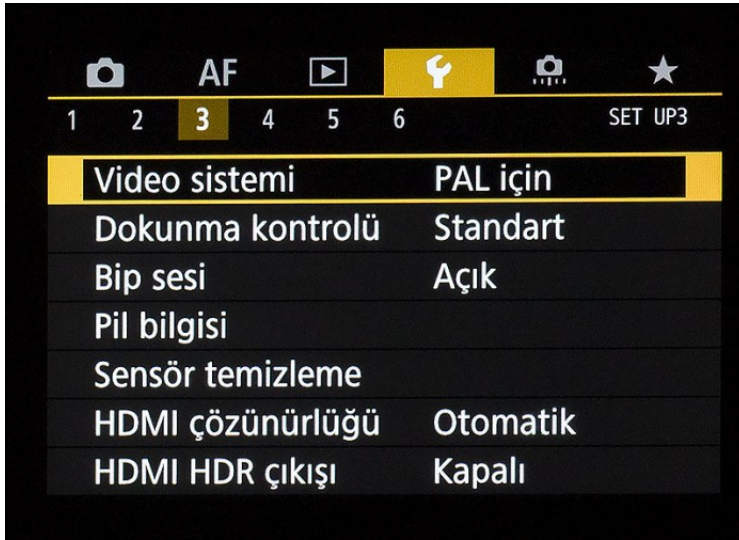 AF
1 2 3 4 5 6 SET UP3
Video sistemi PAL için
Dokunma kontrolü Standart
Bip sesi Açık
Pil bilgisi
Sensör temizleme
HDMI çözünürlüğü Otomatik
HDMI HDR çıkışı Kapalı